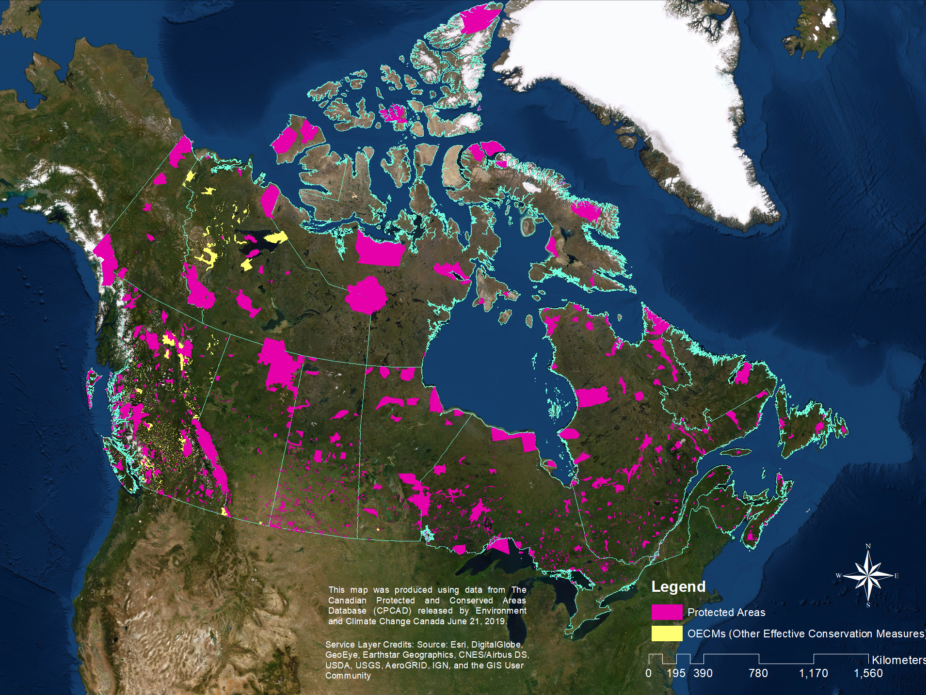 This map was produced using data from The
Canadian Protected and Conserved Areas
Database (CPCAD) released by Environment
and Climate Change Canada June 21, 2019.
Service Layer Credits: Source: Esri, DigitalGlobe,
GeoEye, Earthstar Geographics, CNES/Airbus DS,
USDA, USGS, AeroGRID, IGN, and the GIS User
Community
N
W E
S
Legend
Protected Areas
OECMs (Other Effective Conservation Measures)
Kilometers
0 195 390 780 1,170 1,560